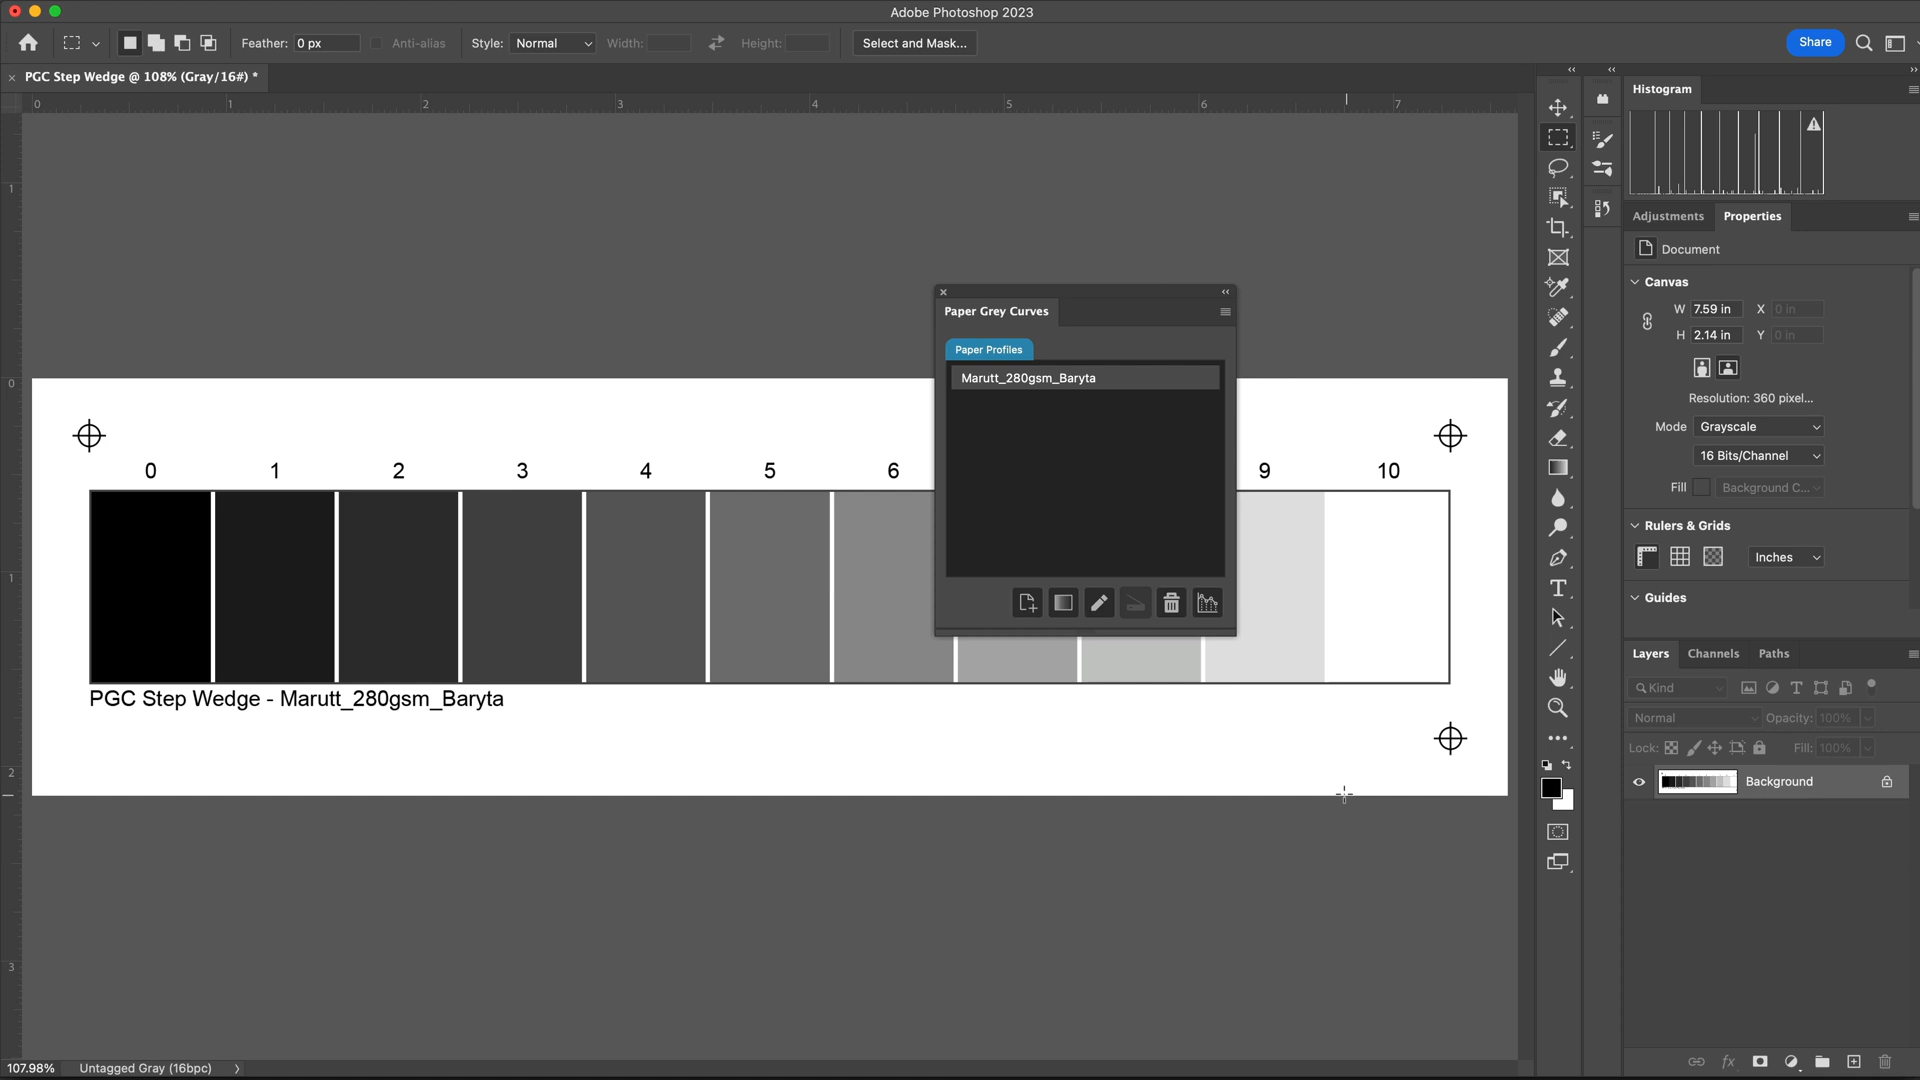 Adobe Photoshop 2023
Feather: 0 px Anti-alias Style: Normal Width: Height: Select and Mask... Share
PGC Step Wedge @ 108% (Gray/16#) *
0 1 2 3 4 5 6 7
1
0
1
2
3
Histogram
Adjustments Properties
Document
Canvas
W 7.59 in X 0 in
H 2.14 in Y 0 in
Resolution: 360 pixel...
Mode Grayscale
16 Bits/Channel
Fill Background C...
Rulers & Grids
Inches
Guides
Layers Channels Paths
Kind
Normal Opacity: 100%
Lock: Fill: 100%
Background
Paper Grey Curves
Paper Profiles
Marutt_280gsm_Baryta
0 1 2 3 4 5 6 9 10
PGC Step Wedge - Marutt_280gsm_Baryta
107.98% Untagged Gray (16bpc)
fx